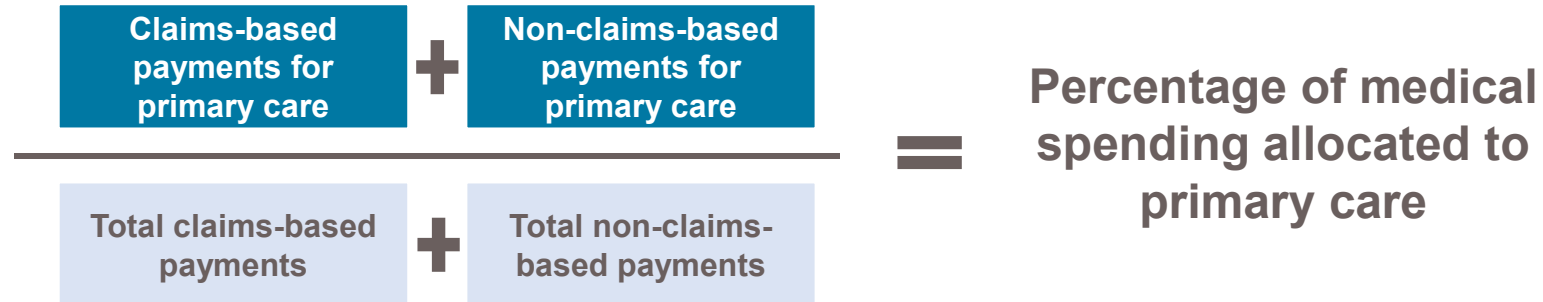 Claims-based
payments for
primary care
+
Non-claims-based
payments for
primary care
Total claims-based
payments
+
Total non-claims-
based payments
=
Percentage of medical
spending allocated to
primary care